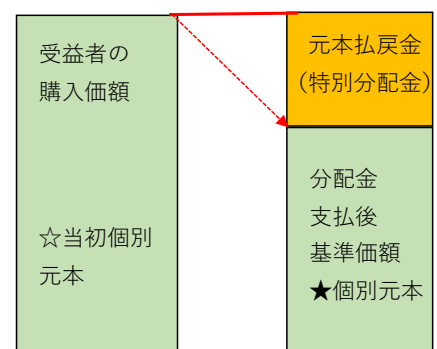 受益者の
購入価額
☆当初個別
元本
元本払戻金
(特別分配金)
分配金
支払後
基準価額
★個別元本